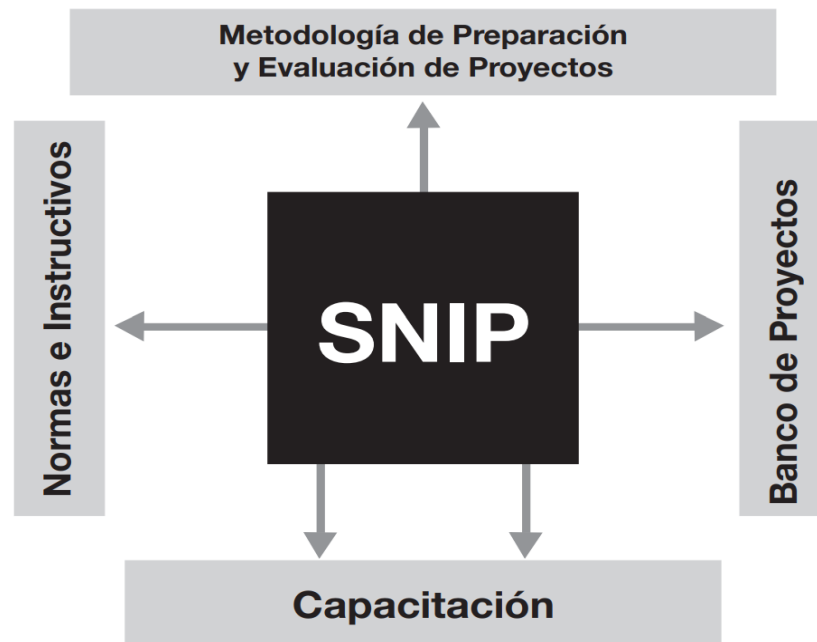 Metodología de Preparación
y Evaluación de Proyectos
Normas e Instructivos
SNIP
Banco de Proyectos
Capacitación